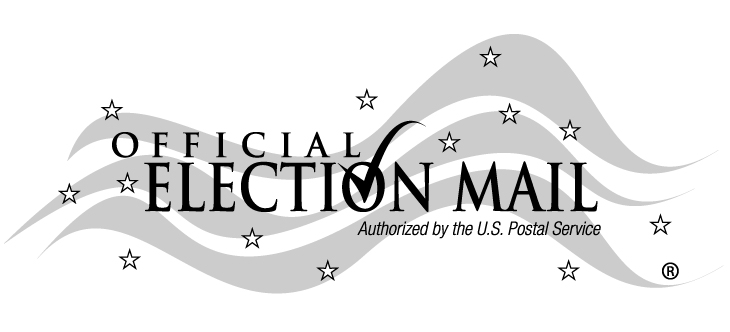 OFFICIAL
ELECTION MAIL
Authorized by the U.S. Postal Service
®